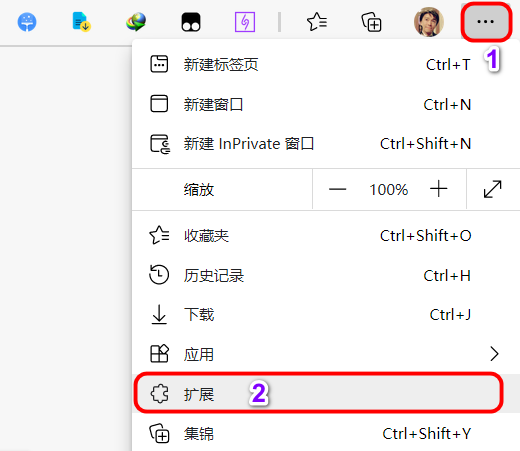 1
新建标签页 Ctrl+T
新建窗口 Ctrl+N
新建 InPrivate 窗口 Ctrl+Shift+N
缩放 100%
收藏夹 Ctrl+Shift+O
历史记录 Ctrl+H
下载 Ctrl+J
应用
扩展 2
集锦 Ctrl+Shift+Y